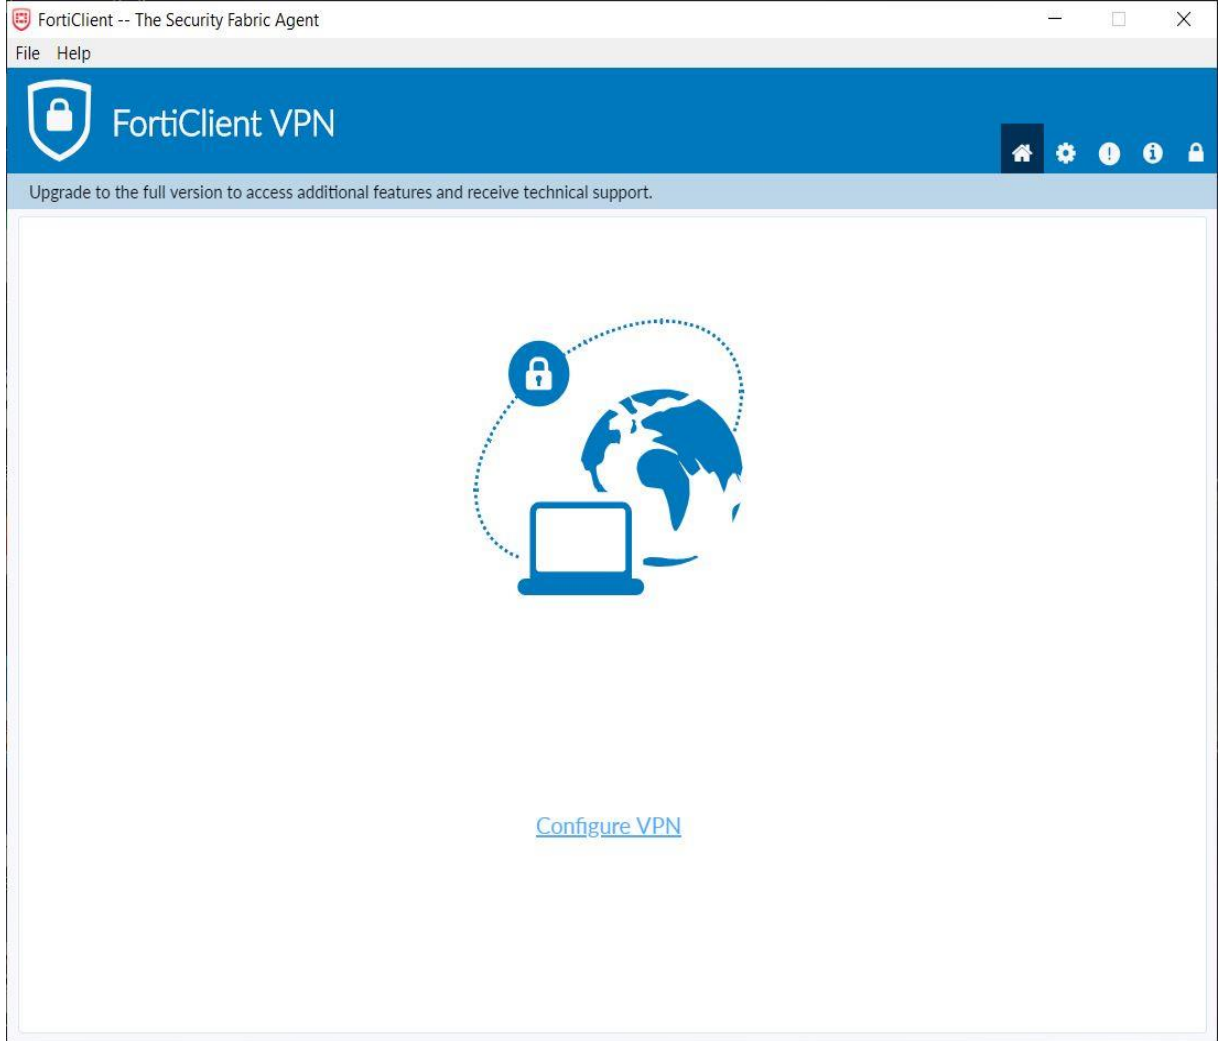 FortiClient -- The Security Fabric Agent
File Help
FortiClient VPN
Upgrade to the full version to access additional features and receive technical support.
Configure VPN